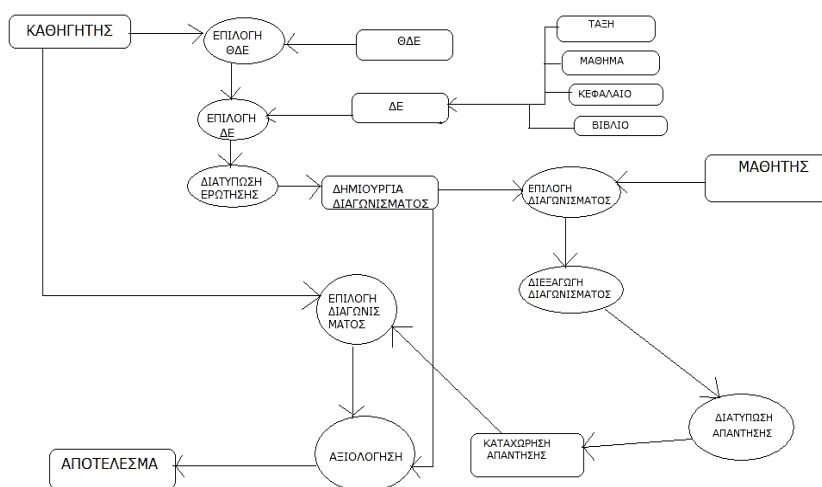 ΚΑΘΗΓΗΤΗΣ
ΕΠΙΛΟΓΗ
ΘΔΕ
ΘΔΕ
ΤΑΞΗ
ΜΑΘΗΜΑ
ΚΕΦΑΛΑΙΟ
ΒΙΒΛΙΟ
ΕΠΙΛΟΓΗ
ΔΕ
ΔΕ
ΔΙΑΤΥΠΩΣΗ
ΕΡΩΤΗΣΗΣ
ΔΗΜΙΟΥΡΓΙΑ
ΔΙΑΓΩΝΙΣΜΑΤΟΣ
ΕΠΙΛΟΓΗ
ΔΙΑΓΩΝΙΣΜΑΤΟΣ
ΜΑΘΗΤΗΣ
ΔΙΕΞΑΓΩΓΗ
ΔΙΑΓΩΝΙΣΜΑΤΟΣ
ΕΠΙΛΟΓΗ
ΔΙΑΓΩΝΙΣ
ΜΑΤΟΣ
ΔΙΑΤΥΠΩΣΗ
ΑΠΑΝΤΗΣΗΣ
ΚΑΤΑΧΩΡΗΣΗ
ΑΠΑΝΤΗΣΗΣ
ΑΞΙΟΛΟΓΗΣΗ
ΑΠΟΤΕΛΕΣΜΑ